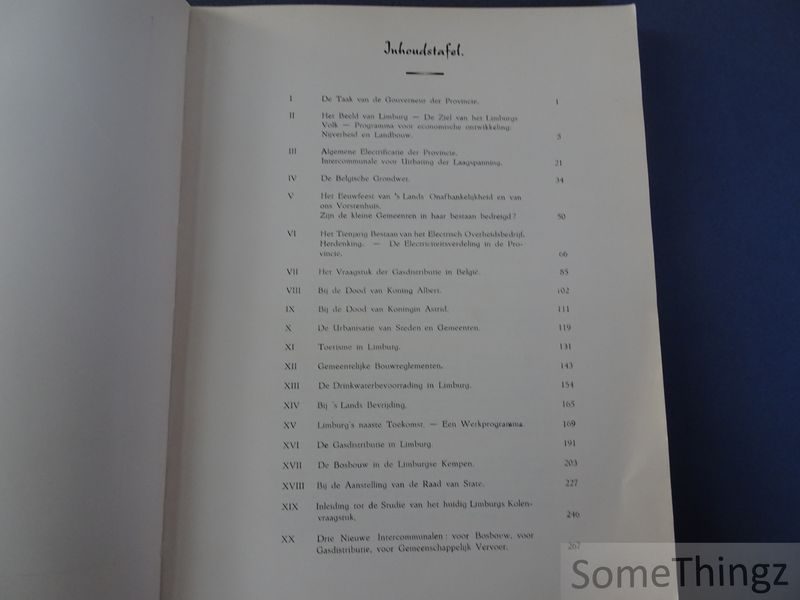 Inhoudstafel.
I De Taak van de Gouverneur der Provincie. 1
II Het Beeld van Limburg — De Ziel van het Limburgs
Volk — Programma voor economische ontwikkeling:
Nijverheid en Landbouw. 5
III Algemene Electrificatie der Provincie.
Intercommunale voor Uitbating der Laagspanning. 21
IV De Belgische Grondwet. 34
V Het Eeuwfeest van 's Lands Onafhankelijkheid en van
ons Vorstenhuis.
Zijn de kleine Gemeenten in haar bestaan bedreigd? 50
VI Het Tienjarig Bestaan van het Electrisch Overheidsbedrijf.
Herdenking. — De Electriciteitsverdeling in de Pro-
vincie. 66
VII Het Vraagstuk der Gasdistributie in België. 85
VIII Bij de Dood van Koning Albert. 102
IX Bij de Dood van Koningin Astrid. 111
X De Urbanisatie van Steden en Gemeenten. 119
XI Toerisme in Limburg. 131
XII Gemeentelijke Bouwreglementen. 143
XIII De Drinkwaterbevoorrading in Limburg. 154
XIV Bij 's Lands Bevrijding. 165
XV Limburg's naaste Toekomst. — Een Werkprogramma. 169
XVI De Gasdistributie in Limburg. 191
XVII De Bosbouw in de Limburgse Kempen. 203
XVIII Bij de Aanstelling van de Raad van State. 227
XIX Inleiding tot de Studie van het huidig Limburgs Kolen-
vraagstuk. 246
XX Drie Nieuwe Intercommunalen: voor Bosbouw, voor
Gasdistributie, voor Gemeenschappelijk Vervoer. 267
SomeThingz